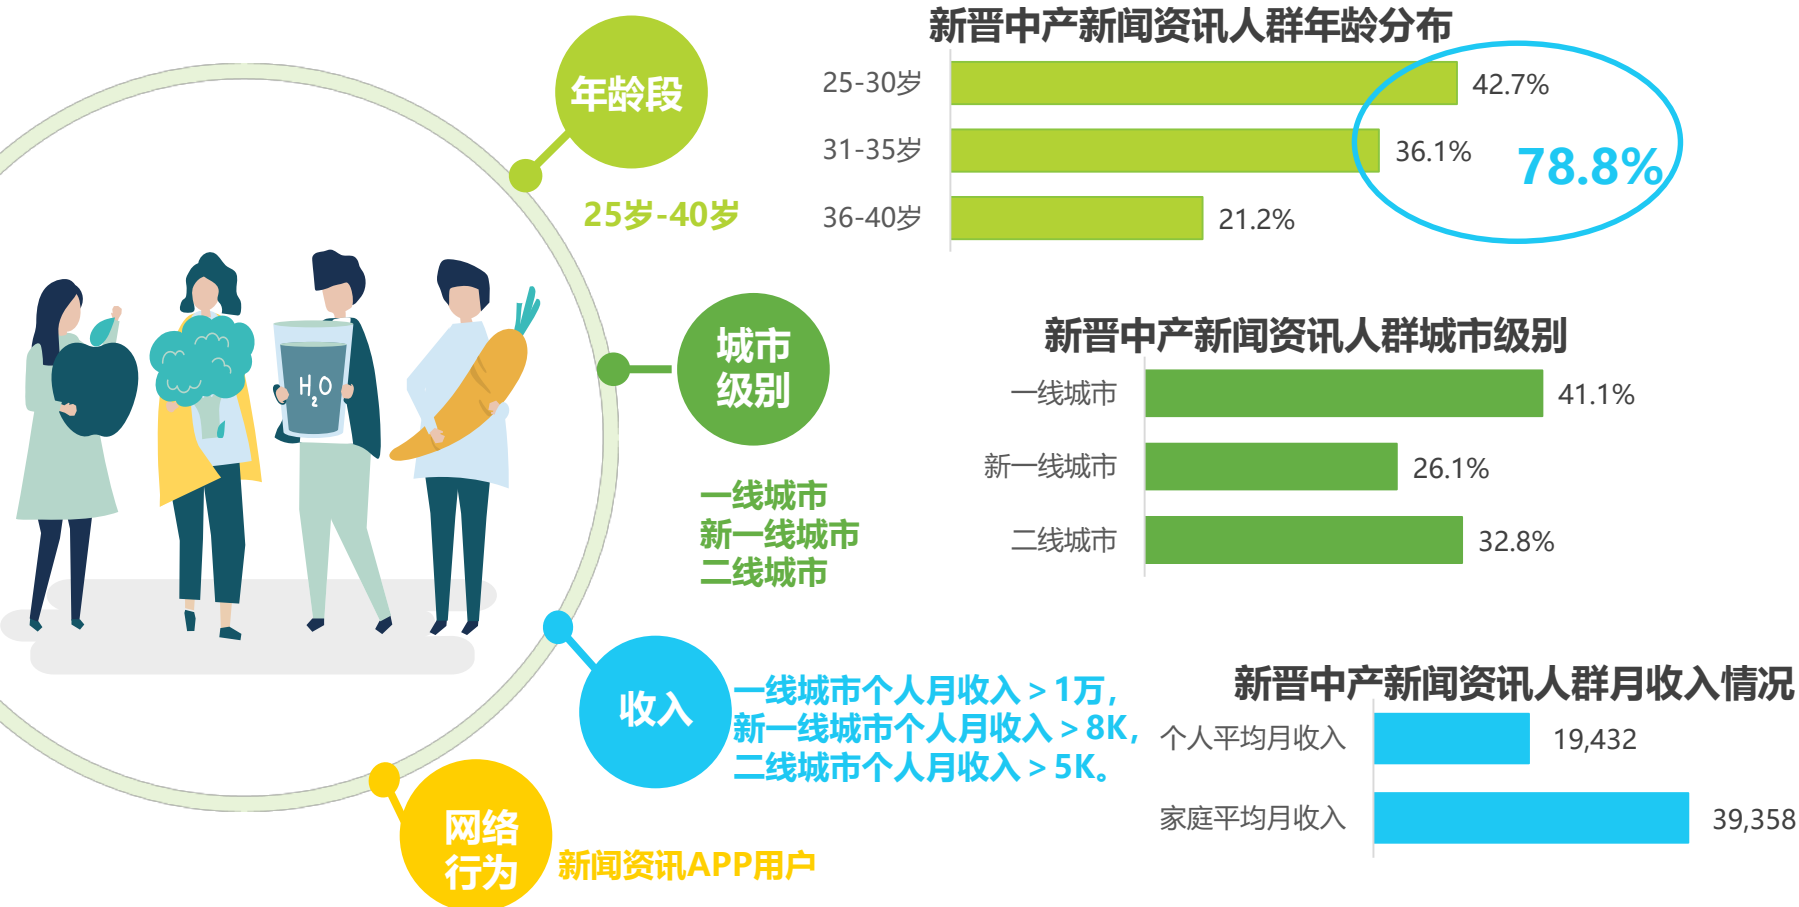 年龄段
25岁-40岁
新晋中产新闻资讯人群年龄分布
25-30岁
42.7%
31-35岁
36.1%
78.8%
36-40岁
21.2%
H2O
城市
级别
一线城市
新一线城市
二线城市
新晋中产新闻资讯人群城市级别
一线城市
41.1%
新一线城市
26.1%
二线城市
32.8%
收入
一线城市个人月收入＞1万，
新一线城市个人月收入＞8K，
二线城市个人月收入＞5K。
新晋中产新闻资讯人群月收入情况
个人平均月收入
19,432
家庭平均月收入
39,358
网络
行为
新闻资讯APP用户